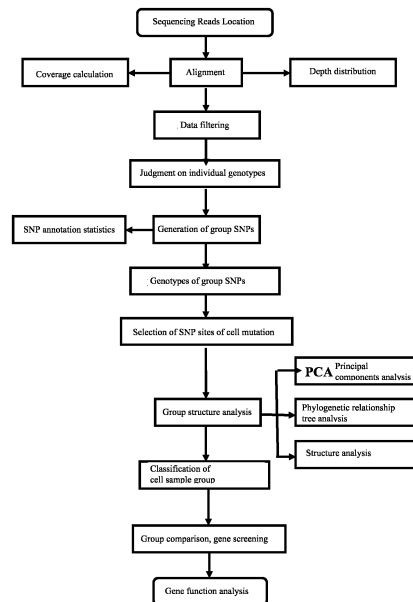 Sequencing Reads Location
Coverage calculation
Alignment
Depth distribution
Data filtering
Judgment on individual genotypes
SNP annotation statistics
Generation of group SNPs
Genotypes of group SNPs
Selection of SNP sites of cell mutation
PCA Principal
components analysis
Group structure analysis
Phylogenetic relationship
tree analysis
Structure analysis
Classification of
cell sample group
Group comparison, gene screening
Gene function analysis